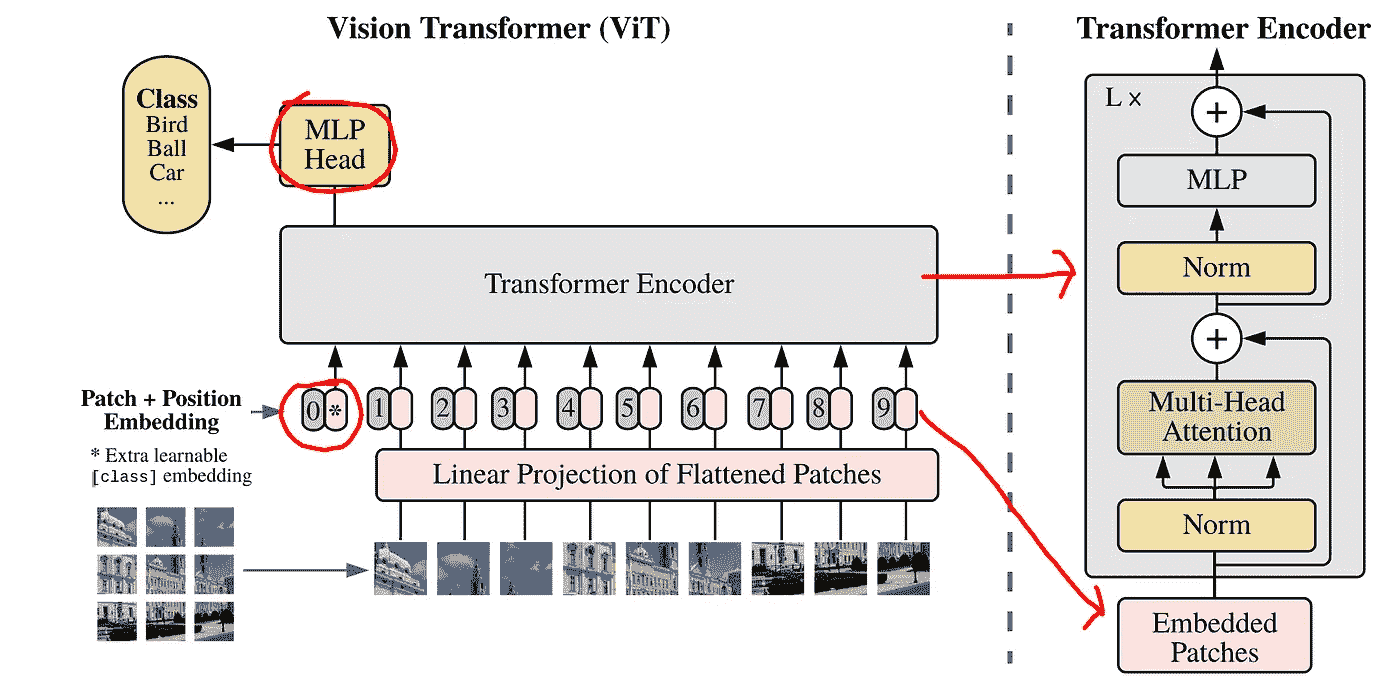 Vision Transformer (ViT)
Class
Bird
Ball
Car
...
MLP
Head
Transformer Encoder
Patch + Position
Embedding
0 * 1 2 3 4 5 6 7 8 9
* Extra learnable
[class] embedding
Linear Projection of Flattened Patches
Transformer Encoder
L ×
+
MLP
Norm
+
Multi-Head
Attention
Norm
Embedded
Patches